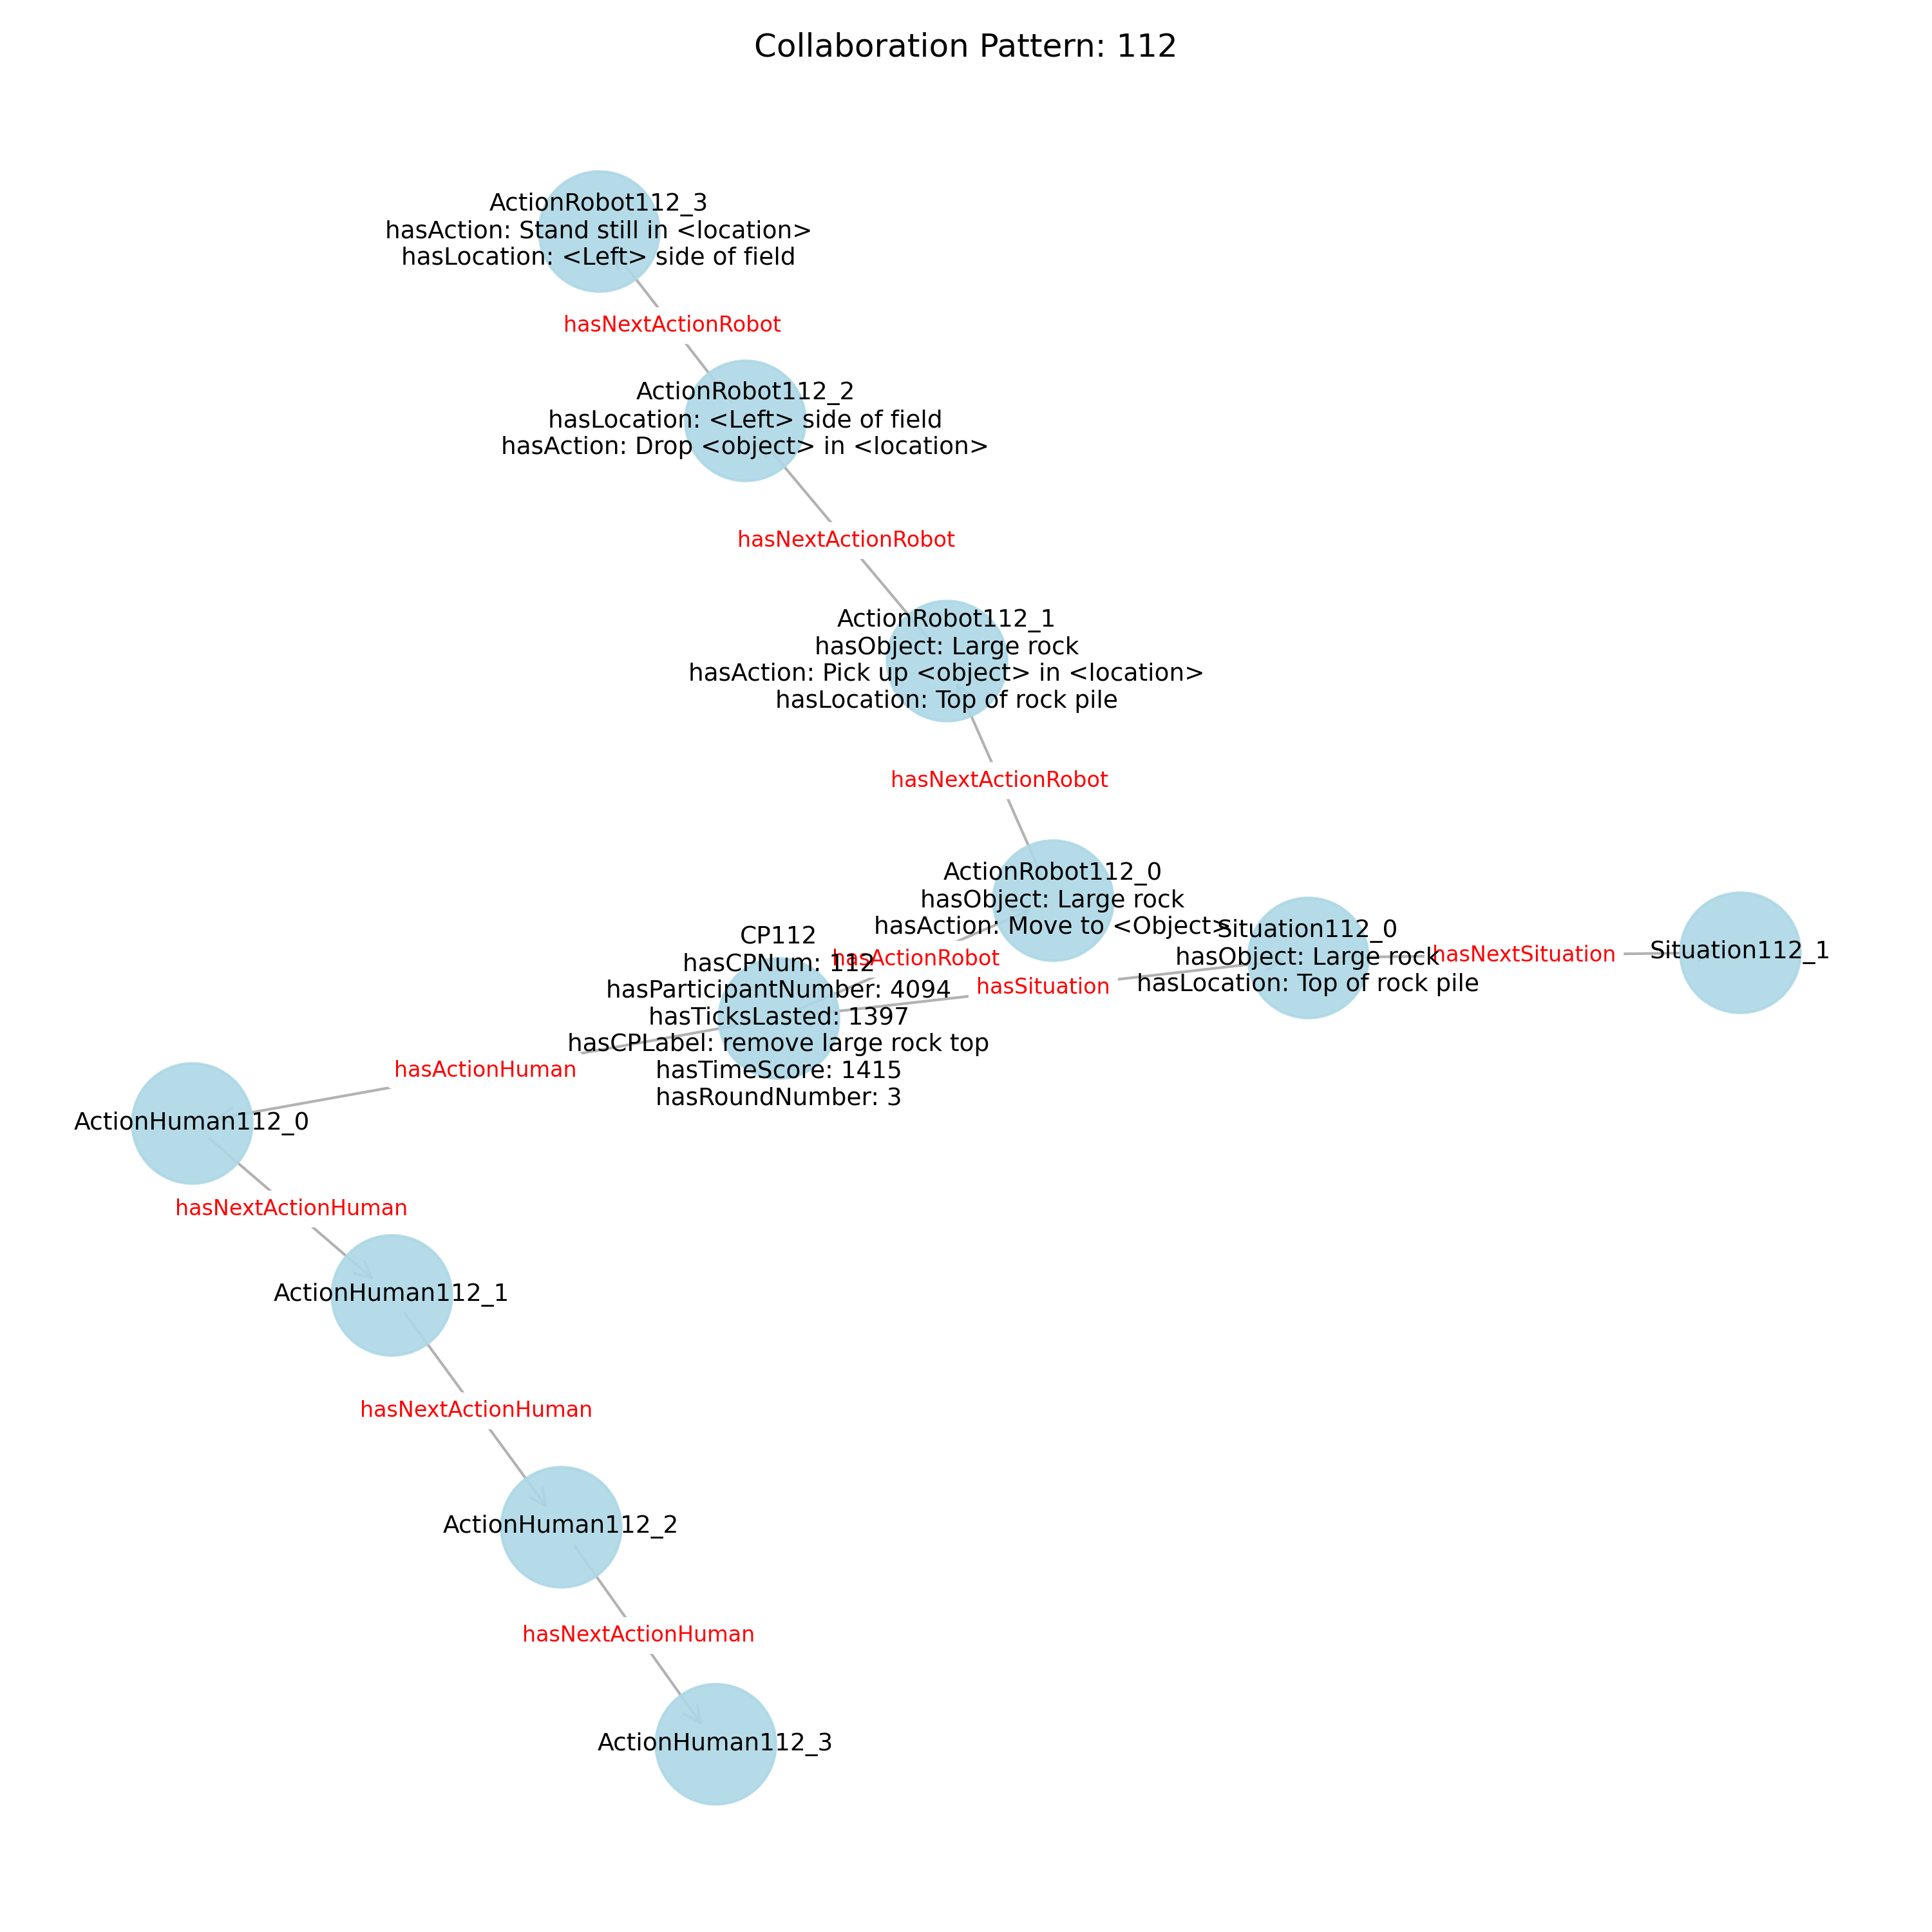 Collaboration Pattern: 112
ActionRobot112_3
hasAction: Stand still in <location>
hasLocation: <Left> side of field
hasNextActionRobot
ActionRobot112_2
hasLocation: <Left> side of field
hasAction: Drop <object> in <location>
hasNextActionRobot
ActionRobot112_1
hasObject: Large rock
hasAction: Pick up <object> in <location>
hasLocation: Top of rock pile
hasNextActionRobot
ActionRobot112_0
hasObject: Large rock
hasAction: Move to <Object>
hasActionRobot
Situation112_0
hasObject: Large rock
hasLocation: Top of rock pile
hasNextSituation
Situation112_1
hasSituation
CP112
hasCPNum: 112
hasParticipantNumber: 4094
hasTicksLasted: 1397
hasCPLabel: remove large rock top
hasTimeScore: 1415
hasRoundNumber: 3
hasActionHuman
ActionHuman112_0
hasNextActionHuman
ActionHuman112_1
hasNextActionHuman
ActionHuman112_2
hasNextActionHuman
ActionHuman112_3